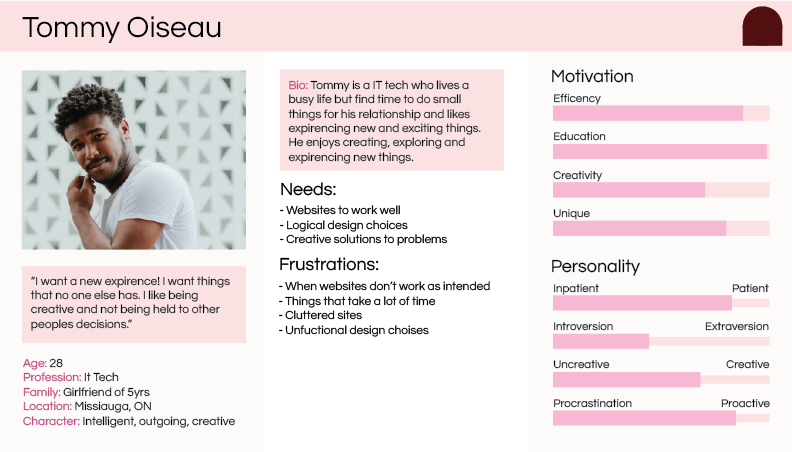 Tommy Oiseau
“I want a new expirence! I want things
that no one else has. I like being
creative and not being held to other
peoples decisions.”
Age: 28
Profession: It Tech
Family: Girlfriend of 5yrs
Location: Missiauga, ON
Character: Intelligent, outgoing, creative
Bio: Tommy is a IT tech who lives a
busy life but find time to do small
things for his relationship and likes
expirencing new and exciting things.
He enjoys creating, exploring and
expirencing new things.
Needs:
- Websites to work well
- Logical design choices
- Creative solutions to problems
Frustrations:
- When websites don’t work as intended
- Things that take a lot of time
- Cluttered sites
- Unfuctional design choises
Motivation
Efficency
Education
Creativity
Unique
Personality
Inpatient Patient
Introversion Extraversion
Uncreative Creative
Procrastination Proactive